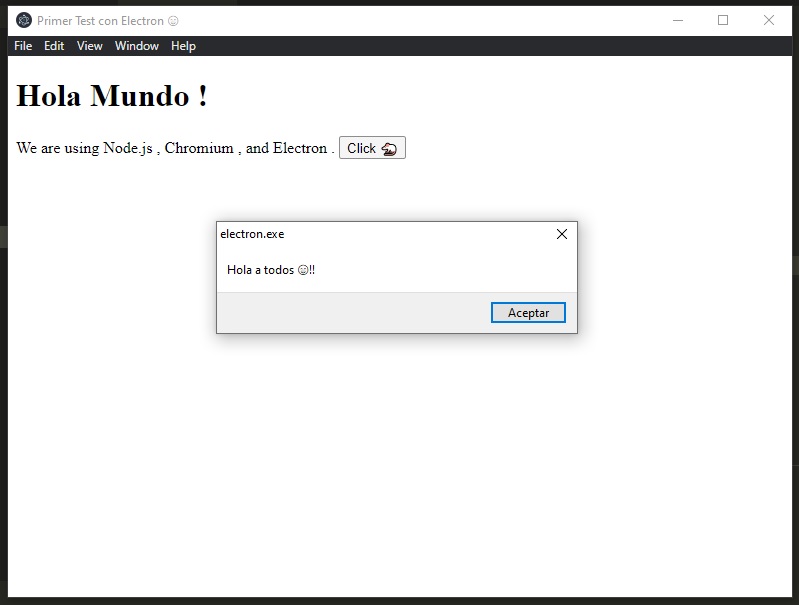 Primer Test con Electron ☺
File Edit View Window Help
Hola Mundo !
We are using Node.js , Chromium , and Electron . Click 🖱
electron.exe
Hola a todos ☺!!
Aceptar